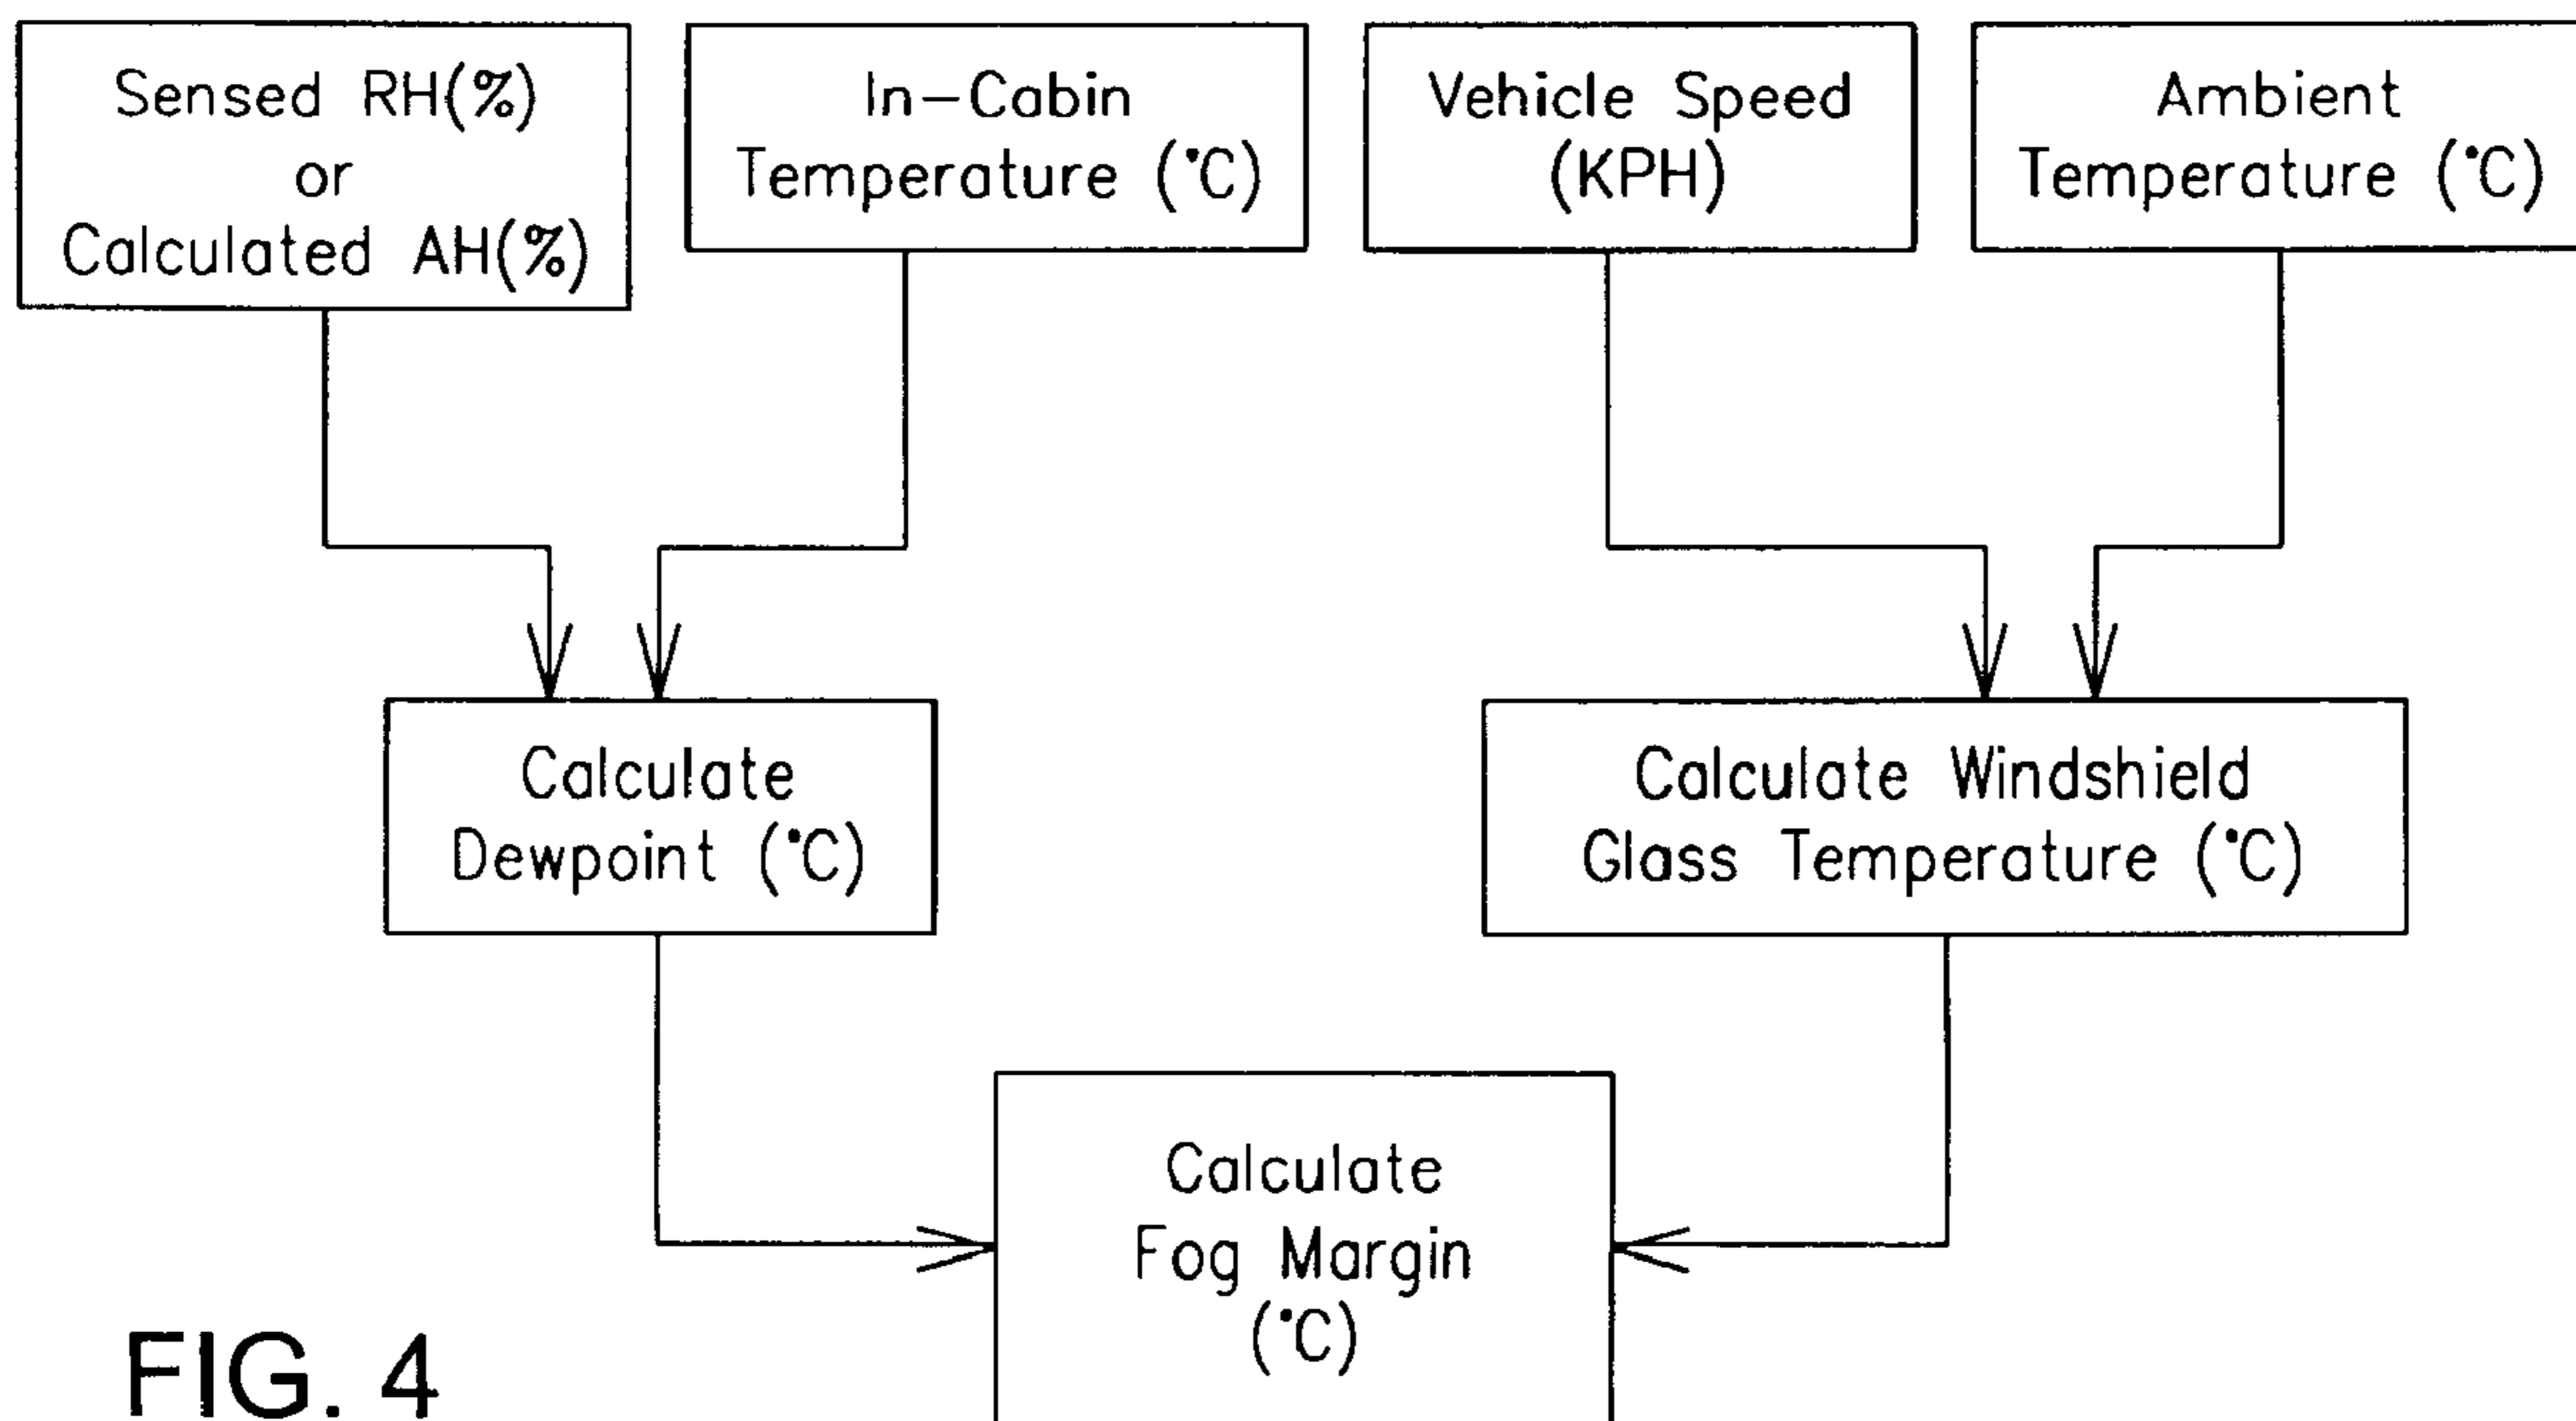 Sensed RH(%)
or
Calculated AH(%)
In-Cabin
Temperature (°C)
Vehicle Speed
(KPH)
Ambient
Temperature (°C)
Calculate
Dewpoint (°C)
Calculate Windshield
Glass Temperature (°C)
Calculate
Fog Margin
(°C)
FIG. 4